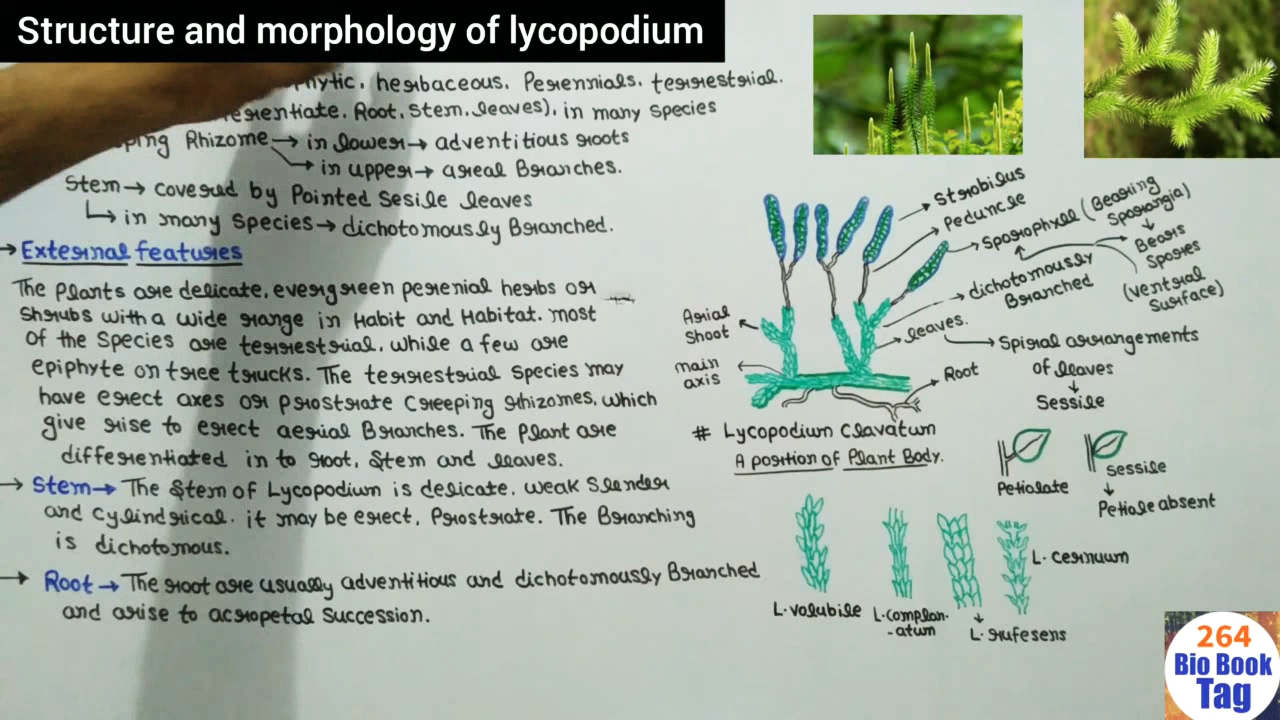 Structure and morphology of lycopodium
herbaceous, Perennials, terrestrial.
Root, Stem, leaves), in many Species
Rhizome → in lower → adventitious roots
→ in upper → areal Branches.
Stem → covered by Pointed Sesile leaves
in many Species → dichotomously Branched.
→ External features
The Plants are delicate, evergreen perenial herbs or
Shrubs with a wide range in Habit and Habitat. most
of the Species are terrestrial, while a few are
epiphyte on tree trucks. The terrestrial Species may
have erect axes or prostrate Creeping rhizomes, which
give rise to erect aerial Branches. The Plant are
differentiated in to root, Stem and leaves.
→ Stem → The Stem of Lycopodium is delicate, weak Slender
and Cylindrical. it may be erect, Prostrate. The Branching
is dichotomous.
→ Root → The root are usually adventitious and dichotomously Branched
and arise to acropetal Succession.
Strobilus
Peduncle
Sporophyll (Bearing
Sporangia)
Bears
Spores
(ventral
Surface)
dichotomously
Branched
leaves.
Spiral arrangements
of leaves
Sessile
Arial
Shoot
main
axis
Root
# Lycopodium Clavatum
A position of Plant Body.
Petiolate
Sessile
Petiole absent
L. volubile
L. complan-
-atum
L. rufesens
L. cernuum
264
Bio Book
Tag